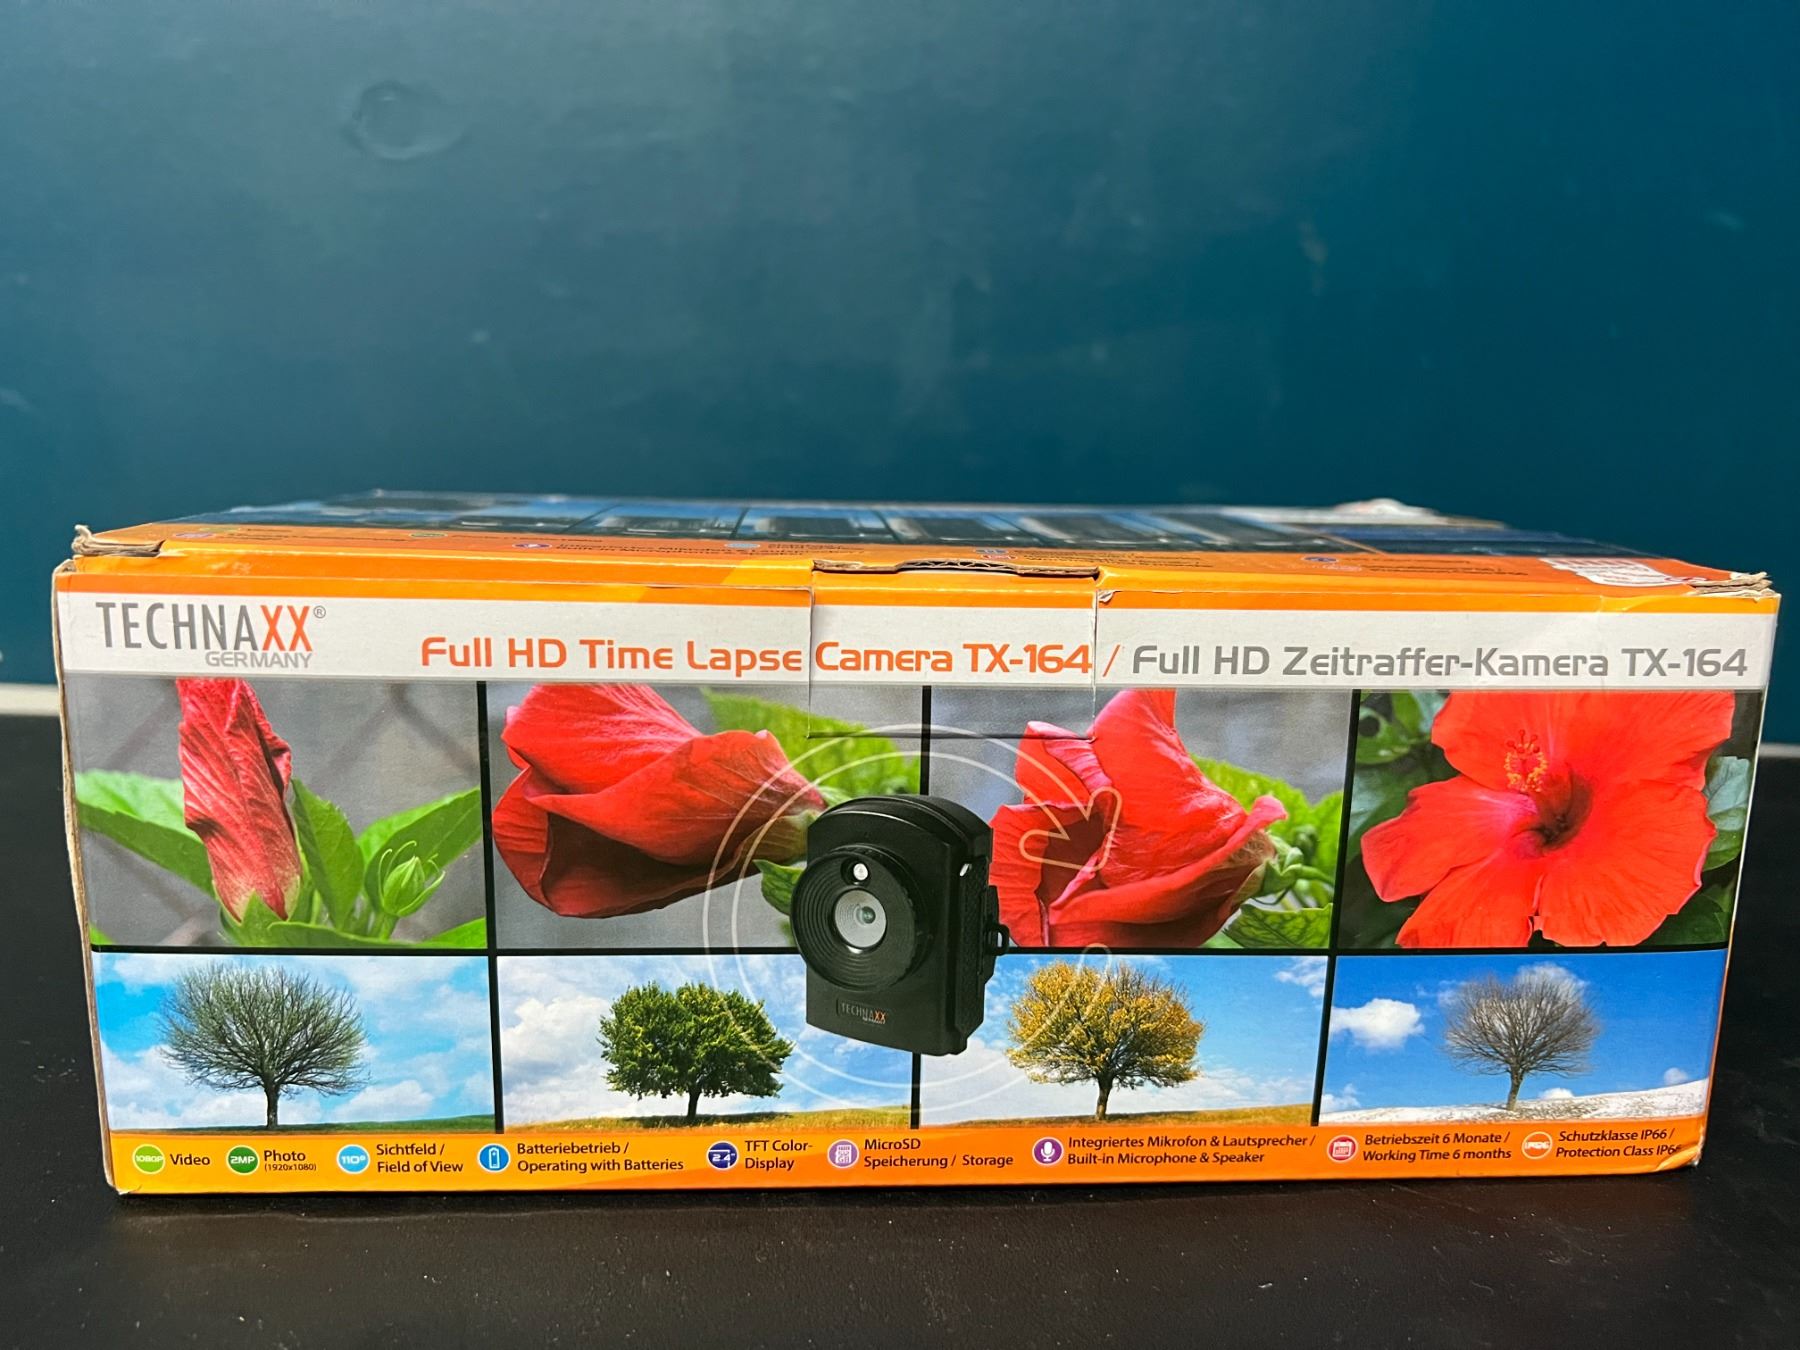 TECHNAXX®
GERMANY
Full HD Time Lapse Camera TX-164 / Full HD Zeitraffer-Kamera TX-164
TECHNAXX
GERMANY
1080P Video
2MP Photo
(1920x1080)
110° Sichtfeld /
Field of View
Batteriebetrieb /
Operating with Batteries
2.4" TFT Color-
Display
MicroSD
Speicherung / Storage
Integriertes Mikrofon & Lautsprecher /
Built-in Microphone & Speaker
Betriebszeit 6 Monate /
Working Time 6 months
IP66 Schutzklasse IP66 /
Protection Class IP66